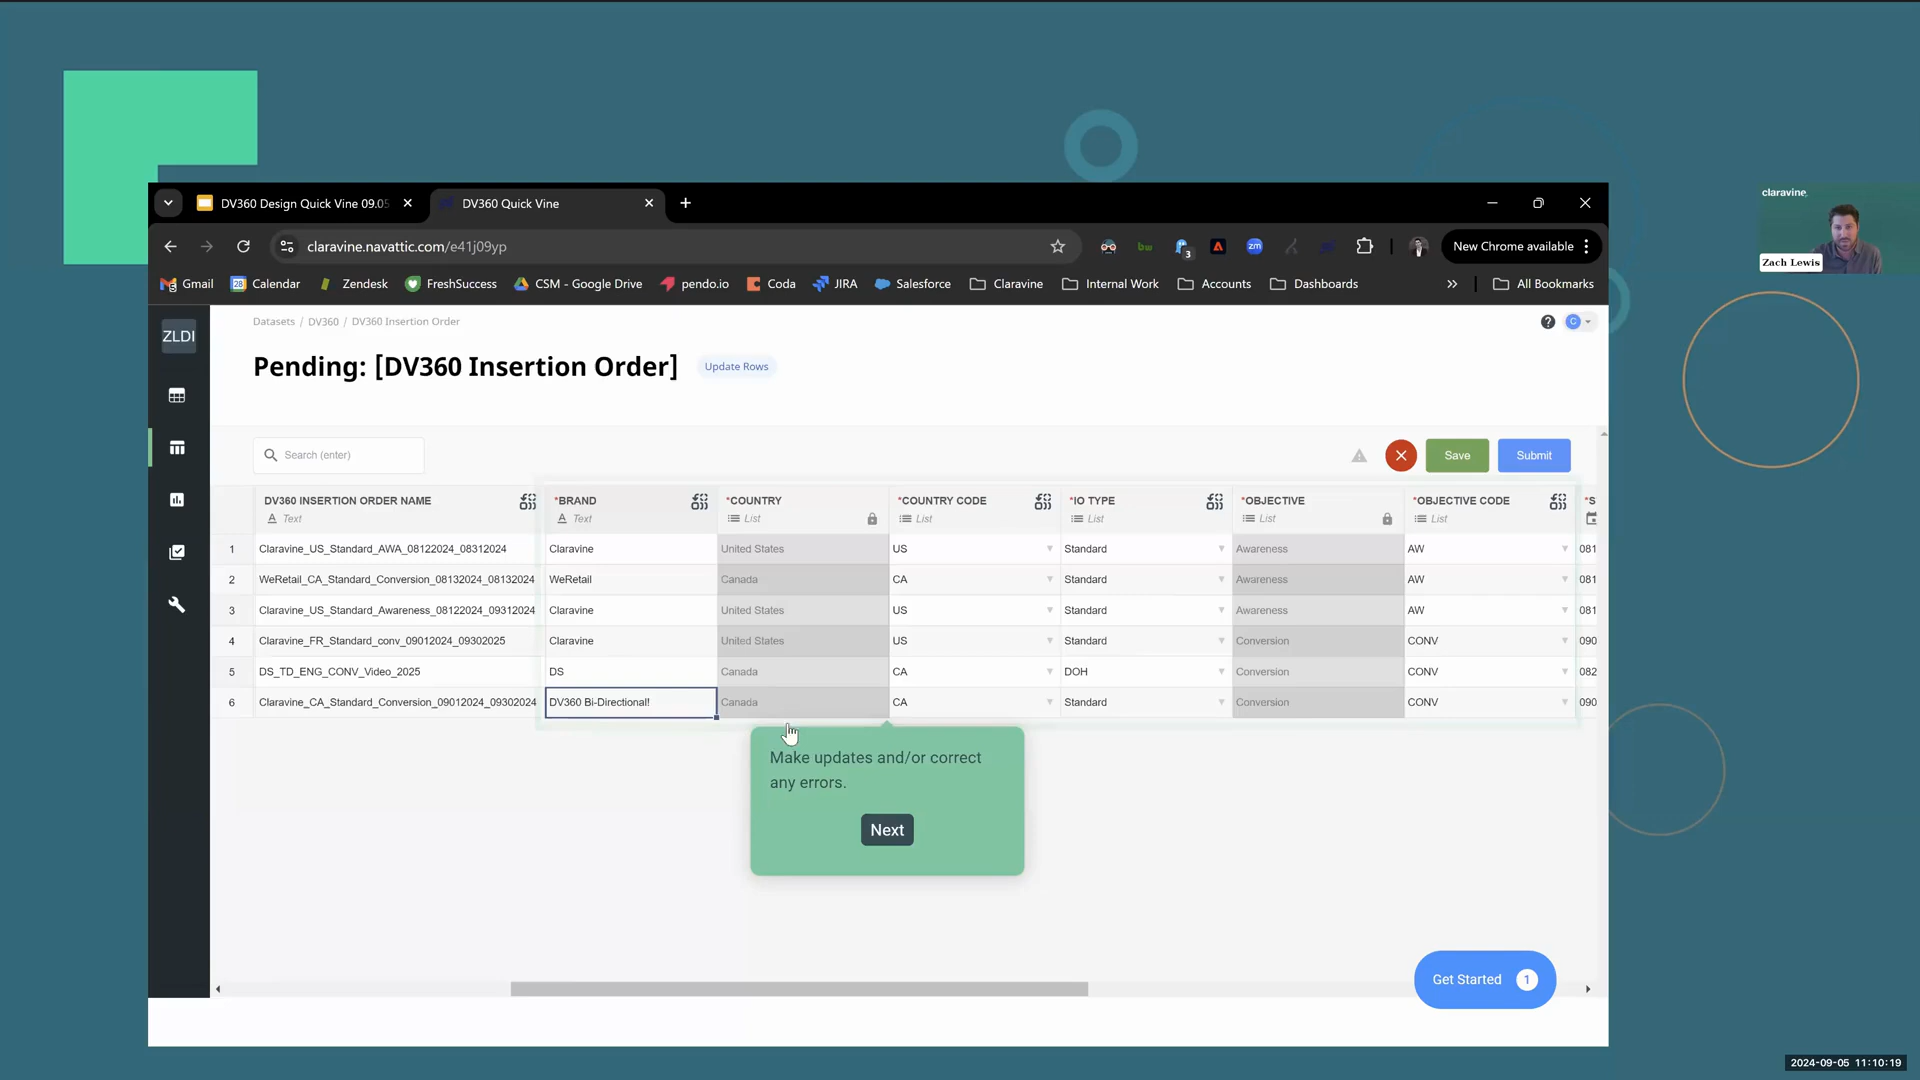 DV360 Design Quick Vine 09.05
DV360 Quick Vine
claravine.navattic.com/e41j09yp
bw
3
A
zm
New Chrome available
Gmail
28
Calendar
Zendesk
FreshSuccess
CSM - Google Drive
pendo.io
Coda
JIRA
Salesforce
Claravine
Internal Work
Accounts
Dashboards
All Bookmarks
claravine
Zach Lewis
ZLDI
Datasets / DV360 / DV360 Insertion Order
?
C
Pending: [DV360 Insertion Order]
Update Rows
Search (enter)
Save
Submit
DV360 INSERTION ORDER NAME *BRAND *COUNTRY *COUNTRY CODE *IO TYPE *OBJECTIVE *OBJECTIVE CODE *S
A Text A Text List List List List List
1 Claravine_US_Standard_AWA_08122024_08312024 Claravine United States US Standard Awareness AW 081
2 WeRetail_CA_Standard_Conversion_08132024_08132024 WeRetail Canada CA Standard Awareness AW 081
3 Claravine_US_Standard_Awareness_08122024_09312024 Claravine United States US Standard Awareness AW 081
4 Claravine_FR_Standard_conv_09012024_09302025 Claravine United States US Standard Conversion CONV 090
5 DS_TD_ENG_CONV_Video_2025 DS Canada CA DOH Conversion CONV 082
6 Claravine_CA_Standard_Conversion_09012024_09302024 DV360 Bi-Directional! Canada CA Standard Conversion CONV 090
Make updates and/or correct
any errors.
Next
Get Started 1
2024-09-05 11:10:19